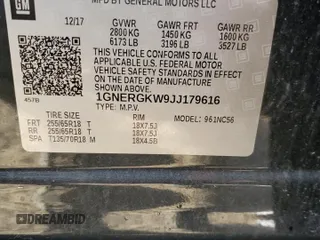 GM
MFD BY GENERAL MOTORS LLC
12/17 GVWR GAWR FRT GAWR RR
2800 KG 1450 KG 1600 KG
6173 LB 3196 LB 3527 LB
THIS VEHICLE CONFORMS TO ALL
APPLICABLE U.S. FEDERAL MOTOR
VEHICLE SAFETY
STANDARDS IN EFFECT ON THE DATE OF
MANUFACTURE SHOWN ABOVE.
1GNERGKW9JJ179616
457B TYPE: M.P.V. MODEL: 961NC56
TIRE SIZE RIM
FRT 255/65R18 T 18X7.5J
RR 255/65R18 T 18X7.5J
SPA T135/70R18 M 18X4.5B
DREAMBID